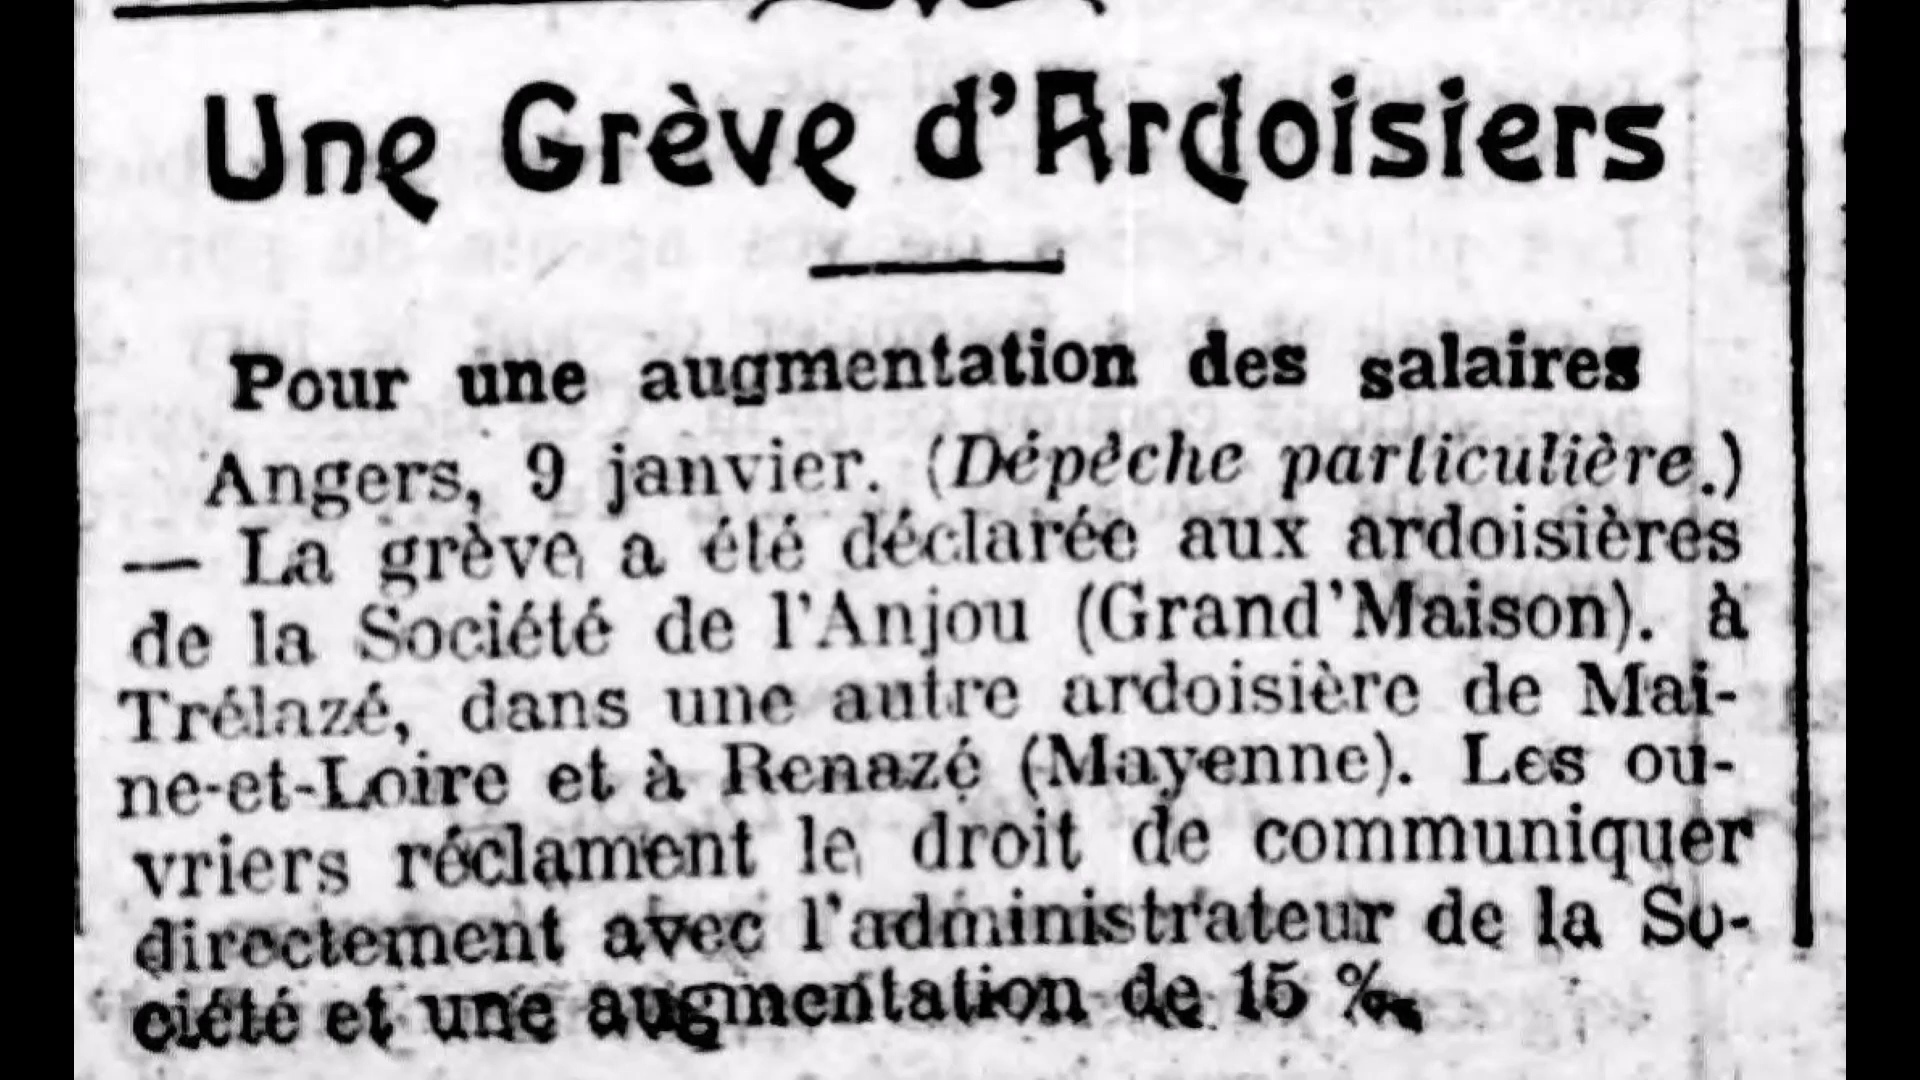 Une Grève d'Ardoisiers
Pour une augmentation des salaires
Angers, 9 janvier. (Dépêche particulière.)
— La grève a été déclarée aux ardoisières
de la Société de l'Anjou (Grand'Maison). à
Trélazé, dans une autre ardoisière de Mai-
ne-et-Loire et à Renazé (Mayenne). Les ou-
vriers réclament le droit de communiquer
directement avec l'administrateur de la So-
ciété et une augmentation de 15 %.